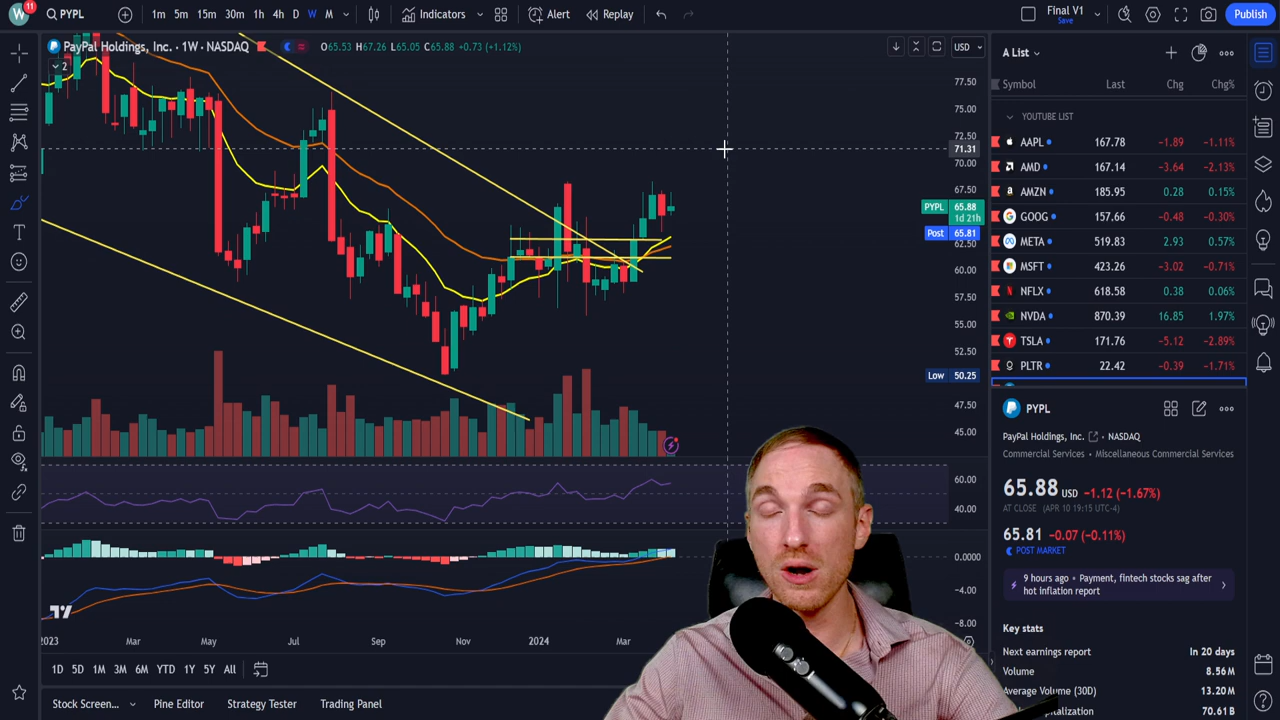 W 11 PYPL 1m 5m 15m 30m 1h 4h D W M Indicators Alert Replay Final V1 Save Publish
PayPal Holdings, Inc. · 1W · NASDAQ O65.53 H67.26 L65.05 C65.88 +0.73 (+1.12%) USD
2
77.50
75.00
72.50
71.31
70.00
67.50
PYPL 65.88
1d 21h
Post 65.81
62.50
60.00
57.50
55.00
52.50
Low 50.25
47.50
45.00
60.00
40.00
0.0000
−4.00
−8.00
2023 Mar May Jul Sep Nov 2024 Mar
1D 5D 1M 3M 6M YTD 1Y 5Y All
Stock Screen... Pine Editor Strategy Tester Trading Panel
A List
Symbol Last Chg Chg%
YOUTUBE LIST
AAPL 167.78 −1.89 −1.11%
AMD 167.14 −3.64 −2.13%
AMZN 185.95 0.28 0.15%
GOOG 157.66 −0.48 −0.30%
META 519.83 2.93 0.57%
MSFT 423.26 −3.02 −0.71%
NFLX 618.58 0.38 0.06%
NVDA 870.39 16.85 1.97%
TSLA 171.76 −5.12 −2.89%
PLTR 22.42 −0.39 −1.71%
PYPL
PayPal Holdings, Inc. • NASDAQ
Commercial Services • Miscellaneous Commercial Services
65.88 USD −1.12 (−1.67%)
AT CLOSE (APR 10 19:15 UTC-4)
65.81 −0.07 (−0.11%)
POST MARKET
9 hours ago • Payment, fintech stocks sag after
hot inflation report
Key stats
Next earnings report In 20 days
Volume 8.56M
Average Volume (30D) 13.20M
70.61B